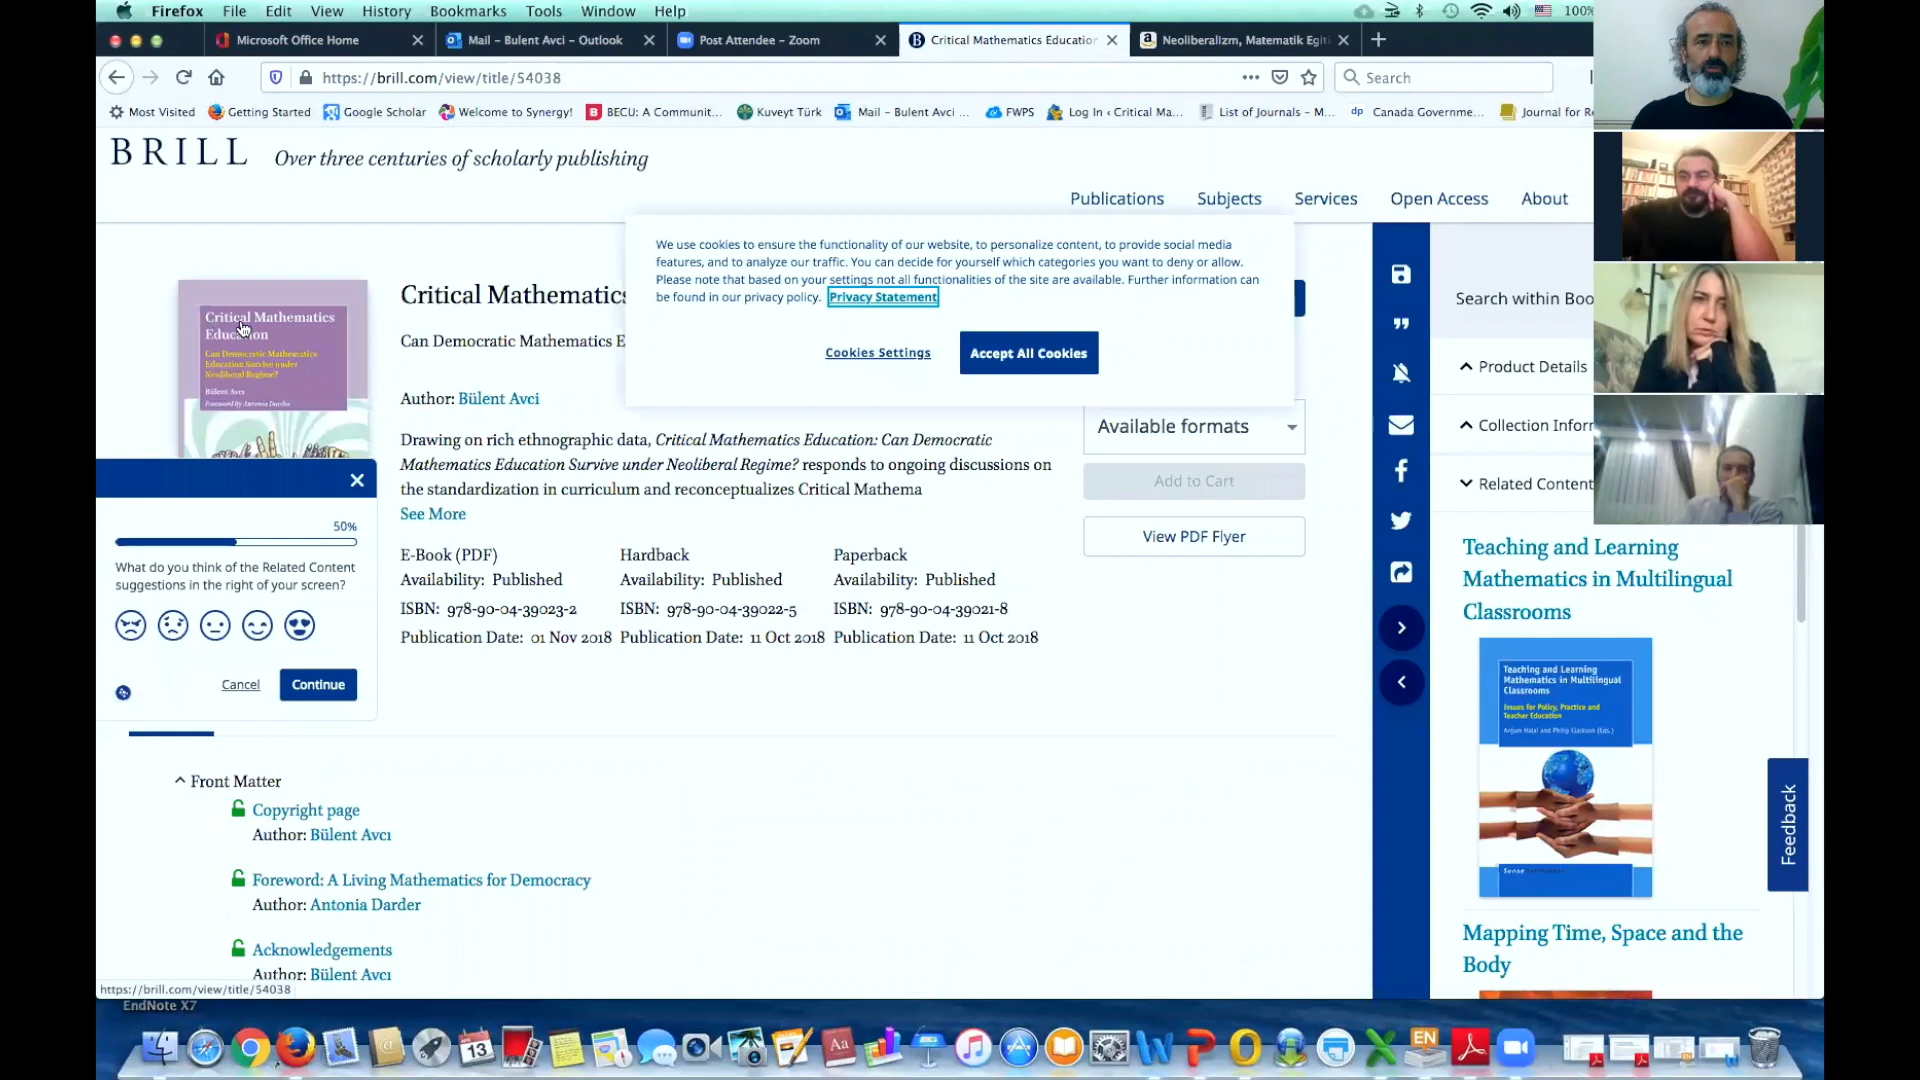 Firefox File Edit View History Bookmarks Tools Window Help
100%
Microsoft Office Home
Mail – Bulent Avci – Outlook
Post Attendee – Zoom
Critical Mathematics Education
Neoliberalizm, Matematik Egiti
https://brill.com/view/title/54038
Search
Most Visited
Getting Started
Google Scholar
Welcome to Synergy!
BECU: A Communit...
Kuveyt Türk
Mail – Bulent Avci ...
FWPS
Log In ‹ Critical Ma...
List of Journals – M...
Canada Governme...
Journal for Re
BRILL
Over three centuries of scholarly publishing
Publications
Subjects
Services
Open Access
About
We use cookies to ensure the functionality of our website, to personalize content, to provide social media
features, and to analyze our traffic. You can decide for yourself which categories you want to deny or allow.
Please note that based on your settings not all functionalities of the site are available. Further information can
be found in our privacy policy. Privacy Statement
Cookies Settings
Accept All Cookies
Critical Mathematics
Education
Can Democratic Mathematics
Education Survive under
Neoliberal Regime?
Bülent Avcı
Foreword by Antonia Darder
Critical Mathematics
Can Democratic Mathematics E
Author: Bülent Avci
Drawing on rich ethnographic data, Critical Mathematics Education: Can Democratic
Mathematics Education Survive under Neoliberal Regime? responds to ongoing discussions on
the standardization in curriculum and reconceptualizes Critical Mathema
See More
E-Book (PDF)
Availability: Published
ISBN: 978-90-04-39023-2
Publication Date: 01 Nov 2018
Hardback
Availability: Published
ISBN: 978-90-04-39022-5
Publication Date: 11 Oct 2018
Paperback
Availability: Published
ISBN: 978-90-04-39021-8
Publication Date: 11 Oct 2018
Available formats
Add to Cart
View PDF Flyer
50%
What do you think of the Related Content
suggestions in the right of your screen?
Cancel
Continue
Front Matter
Copyright page
Author: Bülent Avcı
Foreword: A Living Mathematics for Democracy
Author: Antonia Darder
Acknowledgements
Author: Bülent Avcı
https://brill.com/view/title/54038
Search within Boo
Product Details
Collection Inforr
Related Content
Teaching and Learning
Mathematics in Multilingual
Classrooms
Teaching and Learning
Mathematics in Multilingual
Classrooms
Issues for Policy, Practice and
Teacher Education
Anjum Halai and Philip Clarkson (Eds.)
Mapping Time, Space and the
Body
Feedback
EndNote X7
13
Aa
EN